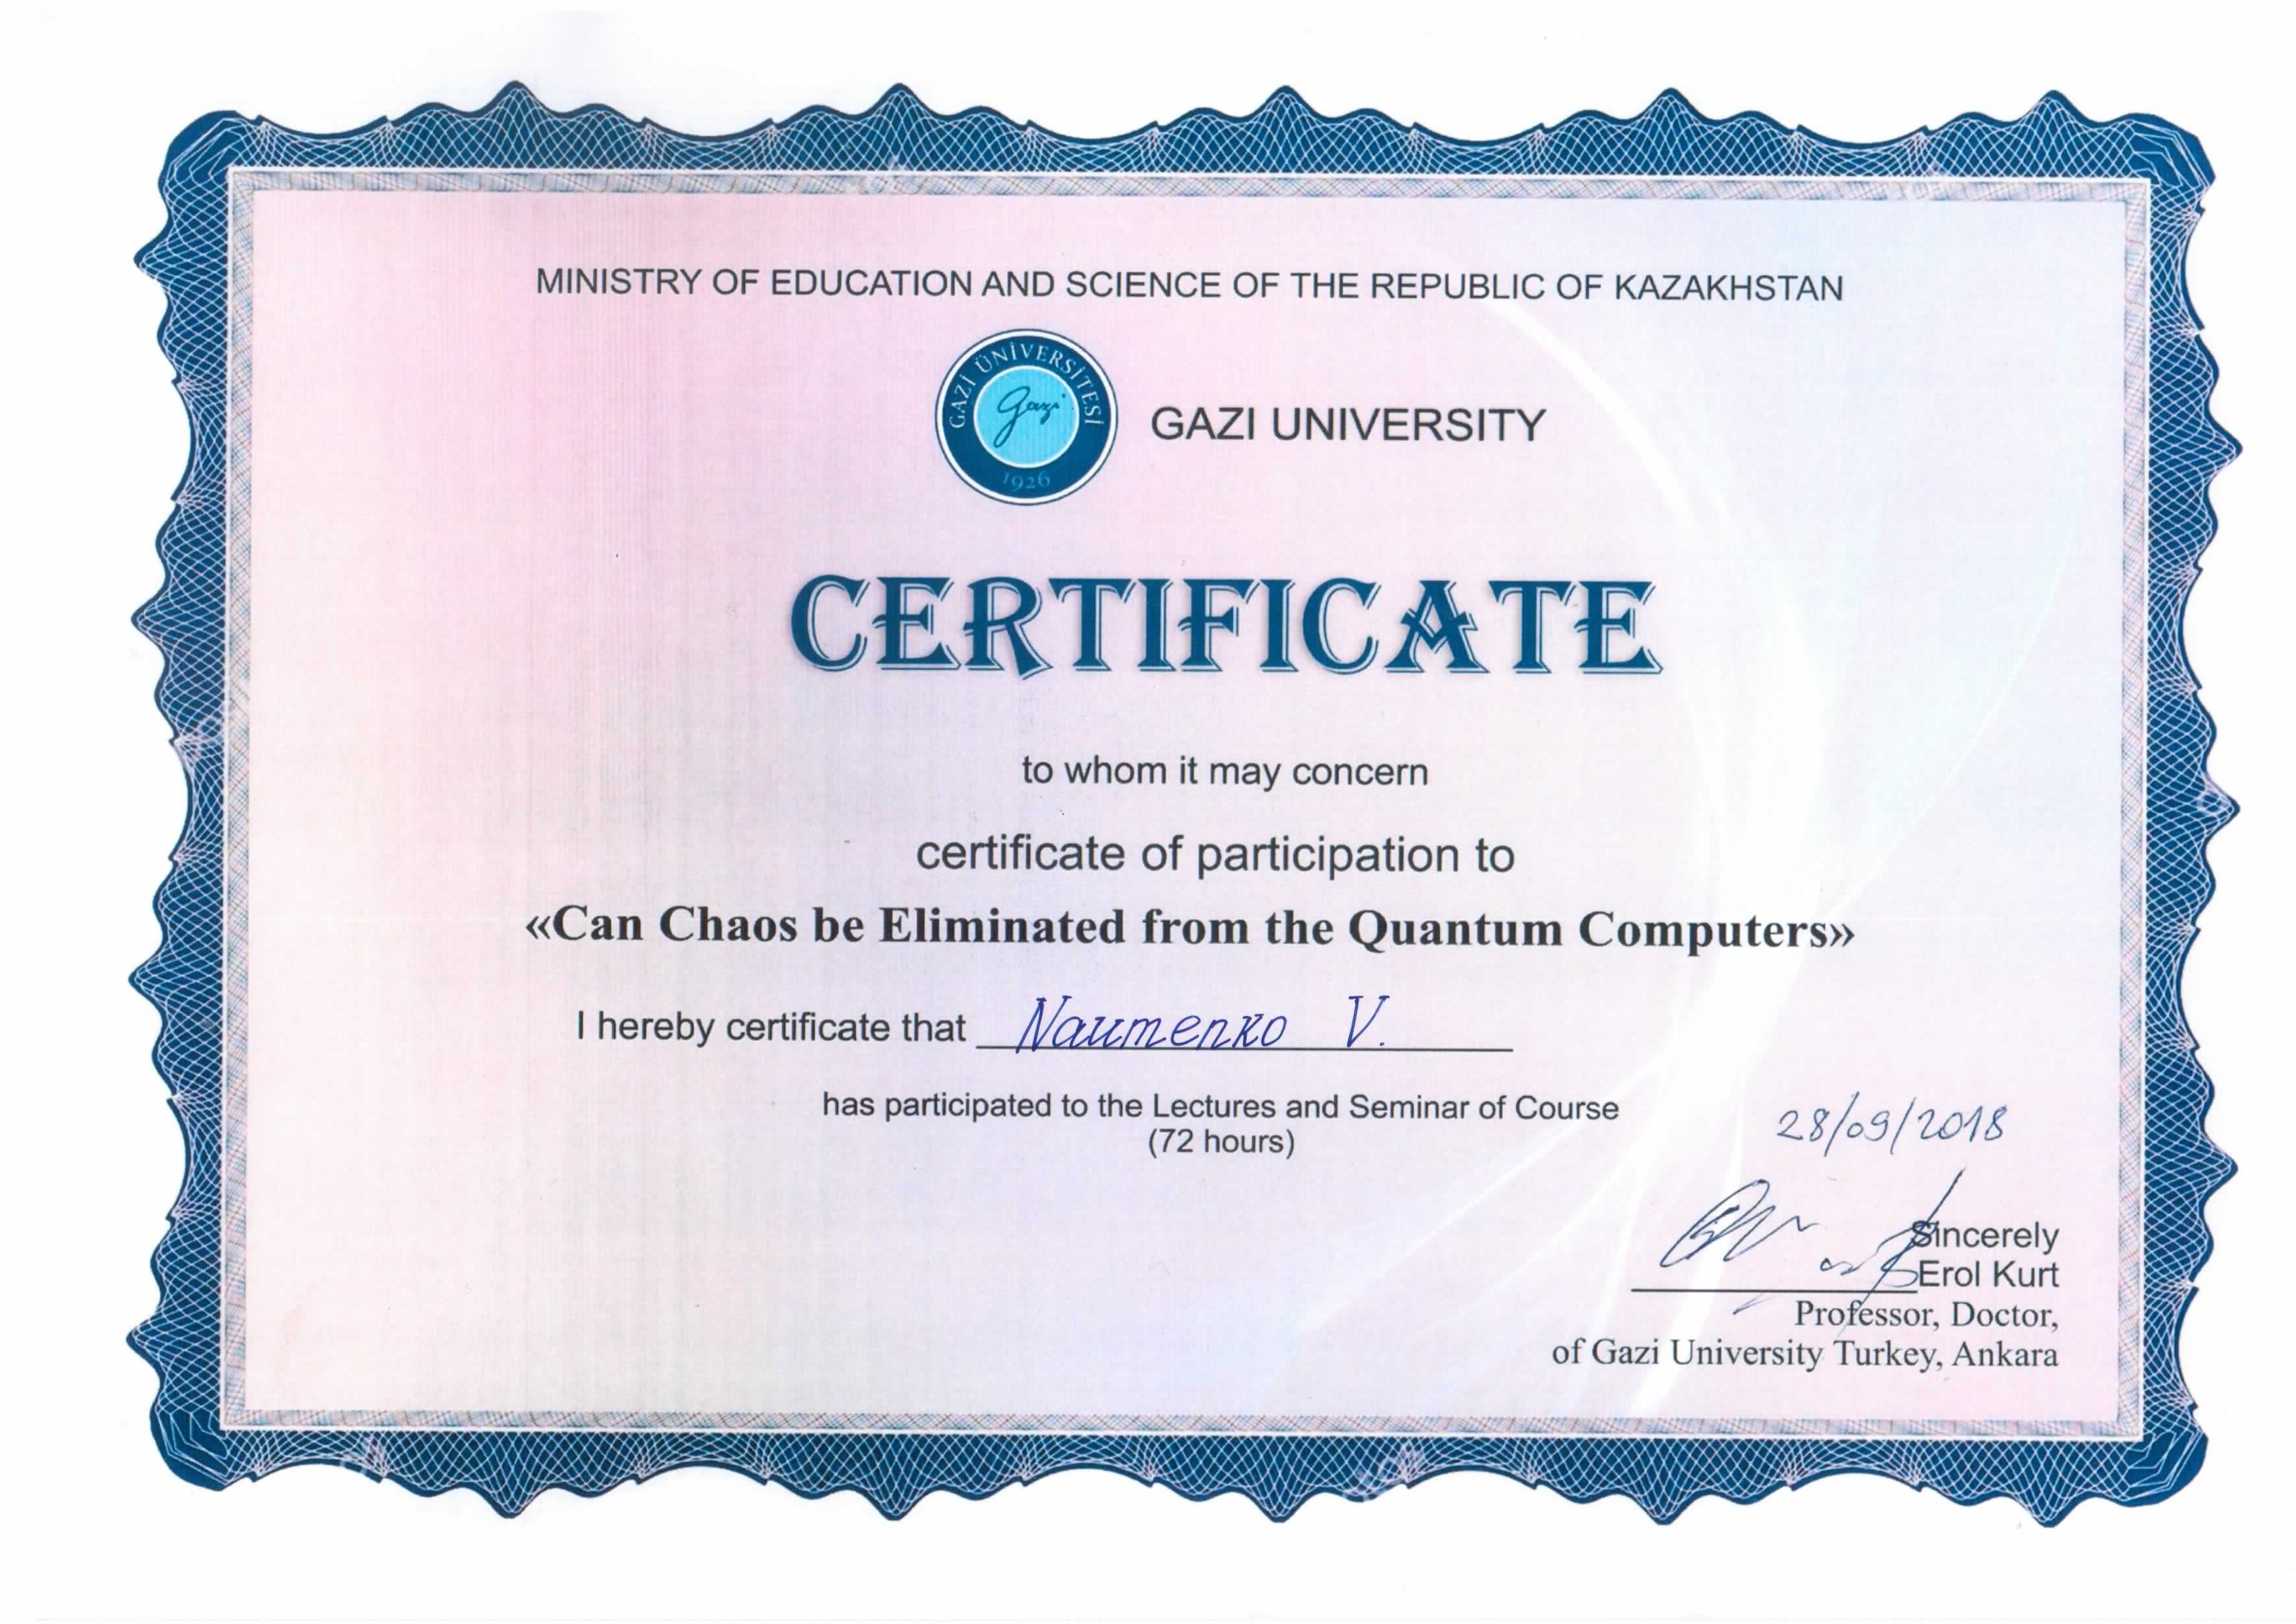 MINISTRY OF EDUCATION AND SCIENCE OF THE REPUBLIC OF KAZAKHSTAN
GAZİ ÜNİVERSİTESİ
Gazi
1926
GAZI UNIVERSITY
CERTIFICATE
to whom it may concern
certificate of participation to
«Can Chaos be Eliminated from the Quantum Computers»
I hereby certificate that Naumenko V.
has participated to the Lectures and Seminar of Course
(72 hours)
28/09/2018
Sincerely
Erol Kurt
Professor, Doctor,
of Gazi University Turkey, Ankara